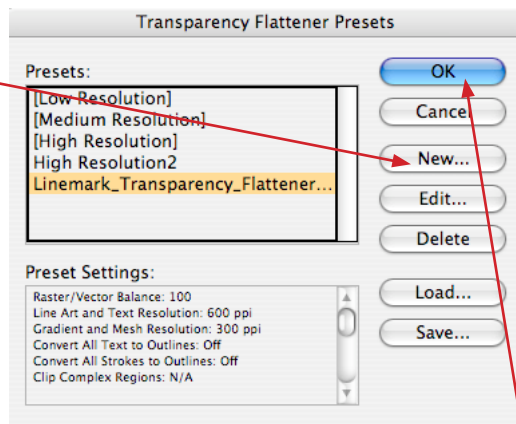 Transparency Flattener Presets
Presets:
[Low Resolution]
[Medium Resolution]
[High Resolution]
High Resolution2
Linemark_Transparency_Flattener...
OK
Cancel
New...
Edit...
Delete
Load...
Save...
Preset Settings:
Raster/Vector Balance: 100
Line Art and Text Resolution: 600 ppi
Gradient and Mesh Resolution: 300 ppi
Convert All Text to Outlines: Off
Convert All Strokes to Outlines: Off
Clip Complex Regions: N/A